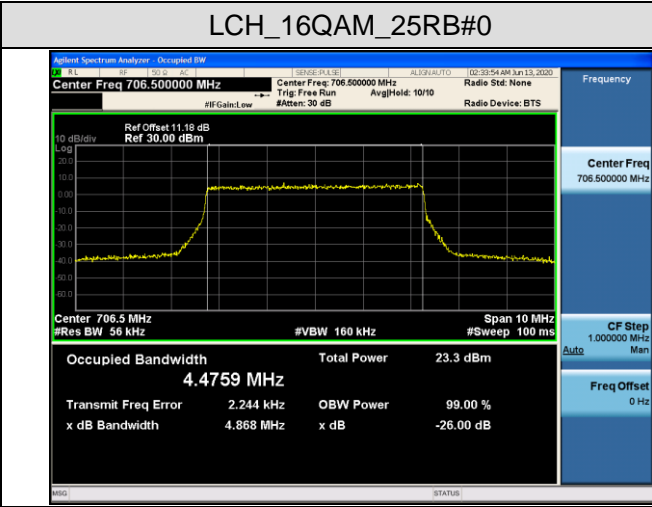 LCH_16QAM_25RB#0
Agilent Spectrum Analyzer - Occupied BW
RL RF 50 Ω AC SENSE:PULSE ALIGNAUTO 02:33:54 AM Jun 13, 2020
Center Freq 706.500000 MHz
Center Freq: 706.500000 MHz
Radio Std: None
Trig: Free Run Avg|Hold: 10/10
#IFGain:Low #Atten: 30 dB Radio Device: BTS
Ref Offset 11.18 dB
10 dB/div Ref 30.00 dBm
Log
20.0
10.0
0.00
-10.0
-20.0
-30.0
-40.0
-50.0
-60.0
Center 706.5 MHz Span 10 MHz
#Res BW 56 kHz #VBW 160 kHz #Sweep 100 ms
Occupied Bandwidth Total Power 23.3 dBm
4.4759 MHz
Transmit Freq Error 2.244 kHz OBW Power 99.00 %
x dB Bandwidth 4.868 MHz x dB -26.00 dB
MSG STATUS
Frequency
Center Freq
706.500000 MHz
CF Step
1.000000 MHz
Auto Man
Freq Offset
0 Hz